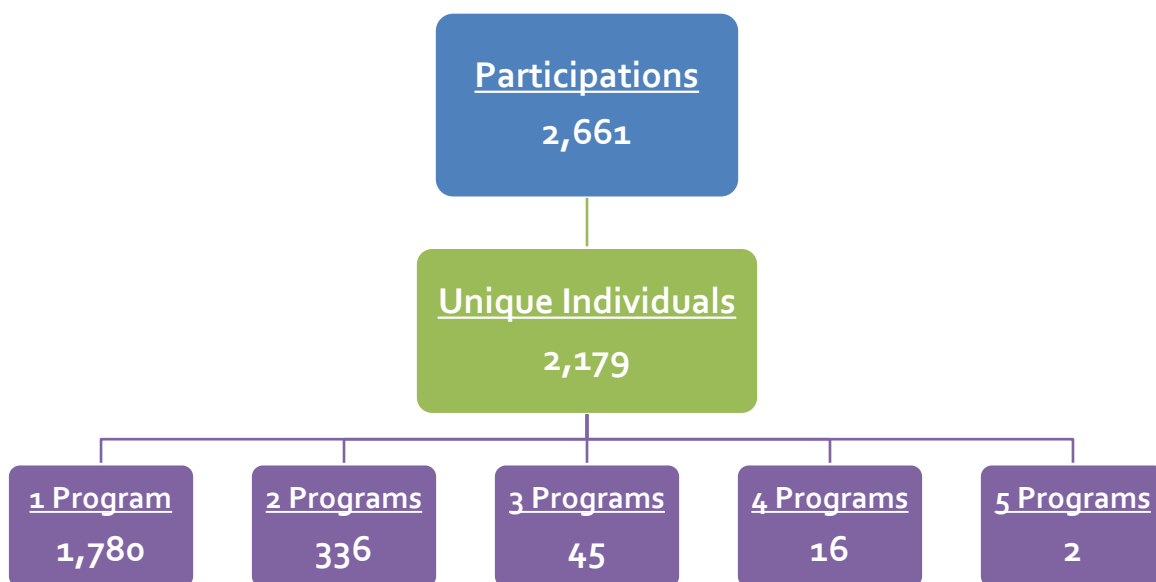 Participations
2,661
Unique Individuals
2,179
1 Program
1,780
2 Programs
336
3 Programs
45
4 Programs
16
5 Programs
2